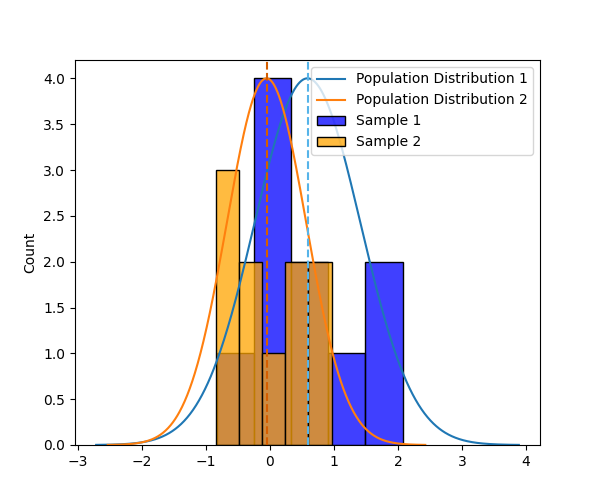 Population Distribution 1
Population Distribution 2
Sample 1
Sample 2
Count
4.0
3.5
3.0
2.5
2.0
1.5
1.0
0.5
0.0
−3 −2 −1 0 1 2 3 4